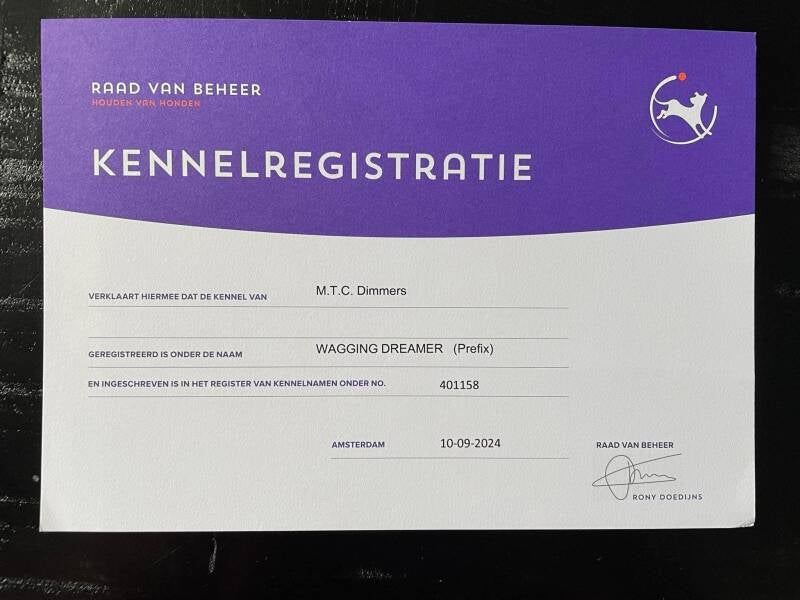 RAAD VAN BEHEER
HOUDEN VAN HONDEN
KENNELREGISTRATIE
VERKLAART HIERMEE DAT DE KENNEL VAN M.T.C. Dimmers
GEREGISTREERD IS ONDER DE NAAM WAGGING DREAMER (Prefix)
EN INGESCHREVEN IS IN HET REGISTER VAN KENNELNAMEN ONDER NO. 401158
AMSTERDAM 10-09-2024 RAAD VAN BEHEER
RONY DOEDIJNS